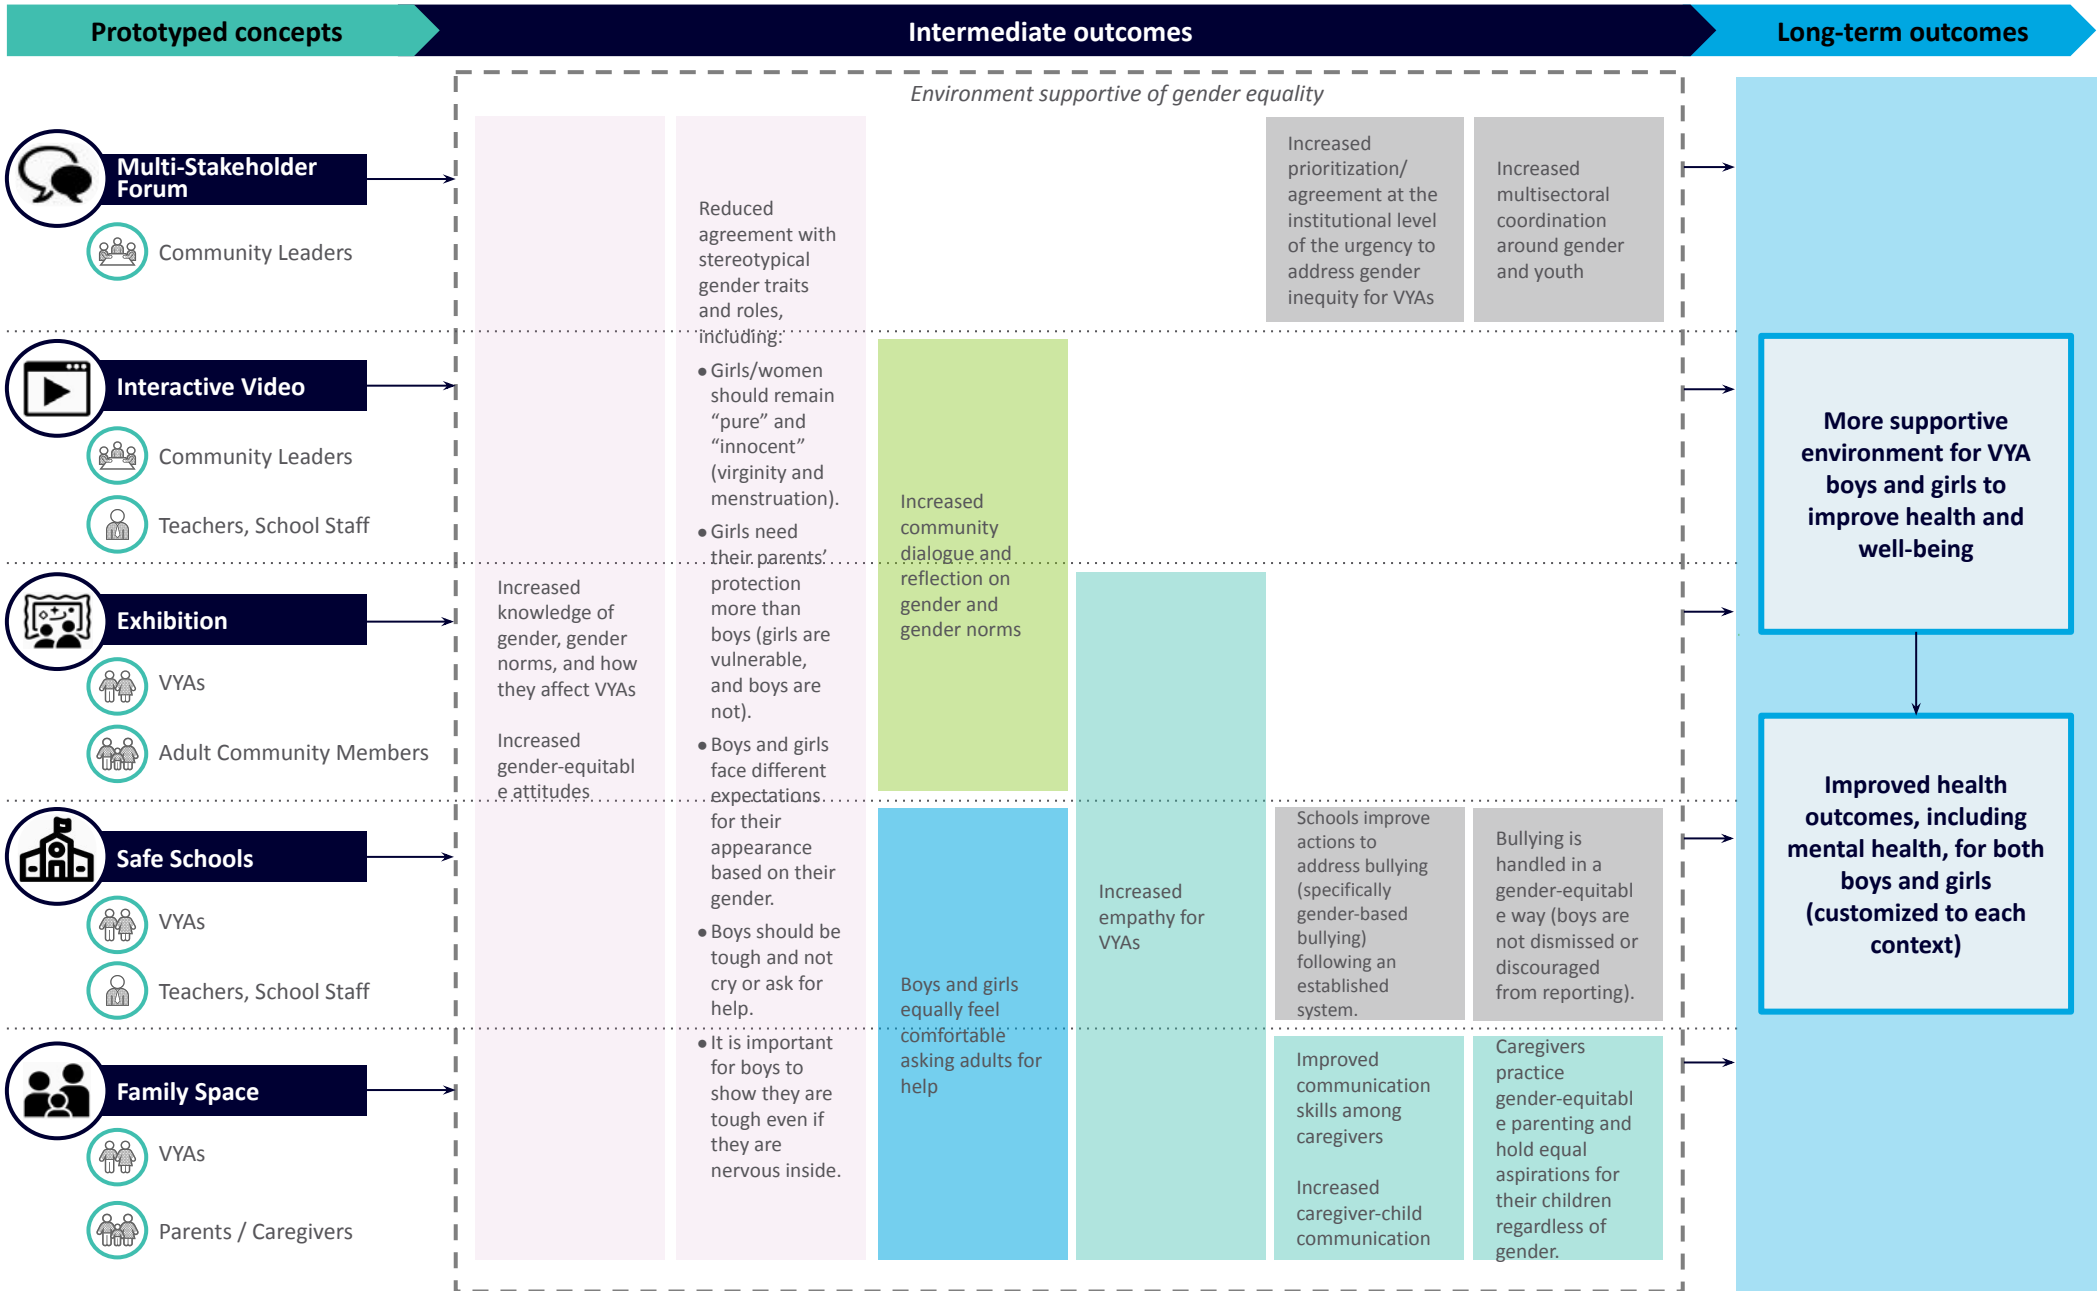 Prototyped concepts
Intermediate outcomes
Long-term outcomes
Environment supportive of gender equality
Multi-Stakeholder
Forum
Community Leaders
Interactive Video
Community Leaders
Teachers, School Staff
Exhibition
VYAs
Adult Community Members
Safe Schools
VYAs
Teachers, School Staff
Family Space
VYAs
Parents / Caregivers
Increased
knowledge of
gender, gender
norms, and how
they affect VYAs
Increased
gender-equitabl
e attitudes
Reduced
agreement with
stereotypical
gender traits
and roles,
including:
● Girls/women
should remain
“pure” and
“innocent”
(virginity and
menstruation).
● Girls need
their parents’
protection
more than
boys (girls are
vulnerable,
and boys are
not).
● Boys and girls
face different
expectations
for their
appearance
based on their
gender.
● Boys should be
tough and not
cry or ask for
help.
● It is important
for boys to
show they are
tough even if
they are
nervous inside.
Increased
community
dialogue and
reflection on
gender and
gender norms
Boys and girls
equally feel
comfortable
asking adults for
help
Increased
empathy for
VYAs
Increased
prioritization/
agreement at the
institutional level
of the urgency to
address gender
inequity for VYAs
Increased
multisectoral
coordination
around gender
and youth
Schools improve
actions to
address bullying
(specifically
gender-based
bullying)
following an
established
system.
Bullying is
handled in a
gender-equitabl
e way (boys are
not dismissed or
discouraged
from reporting).
Improved
communication
skills among
caregivers
Increased
caregiver-child
communication
Caregivers
practice
gender-equitabl
e parenting and
hold equal
aspirations for
their children
regardless of
gender.
More supportive
environment for VYA
boys and girls to
improve health and
well-being
Improved health
outcomes, including
mental health, for both
boys and girls
(customized to each
context)